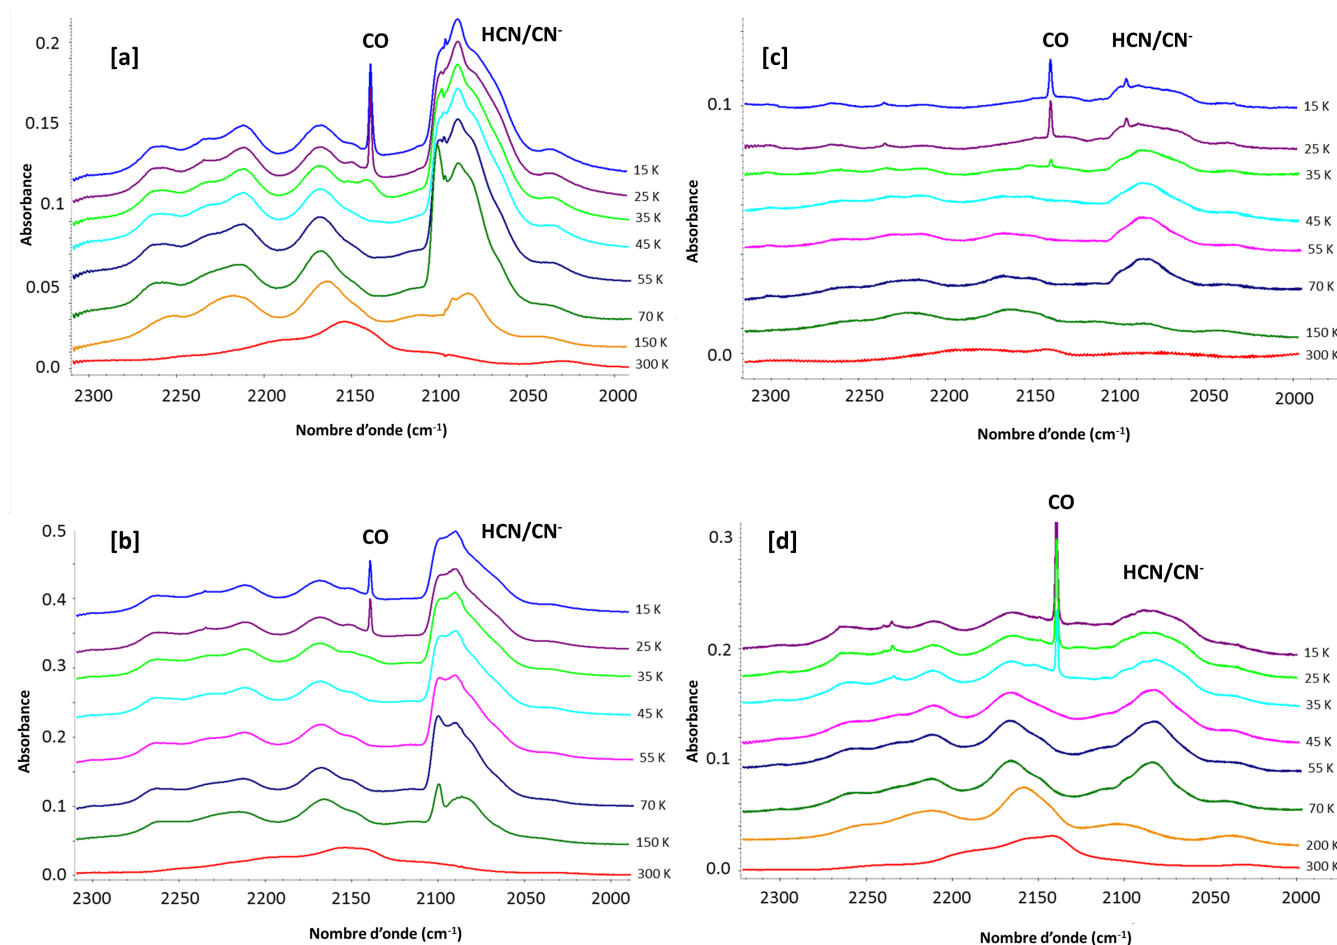 [a]
CO
HCN/CN⁻
0.2
0.15
0.1
0.05
0.0
Absorbance
15 K
25 K
35 K
45 K
55 K
70 K
150 K
300 K
2300 2250 2200 2150 2100 2050 2000
Nombre d'onde (cm⁻¹)
[c]
CO
HCN/CN⁻
0.1
0.0
Absorbance
15 K
25 K
35 K
45 K
55 K
70 K
150 K
300 K
2300 2250 2200 2150 2100 2050 2000
Nombre d'onde (cm⁻¹)
[b]
CO
HCN/CN⁻
0.5
0.4
0.3
0.2
0.1
0.0
Absorbance
15 K
25 K
35 K
45 K
55 K
70 K
150 K
300 K
2300 2250 2200 2150 2100 2050 2000
Nombre d'onde (cm⁻¹)
[d]
CO
HCN/CN⁻
0.3
0.2
0.1
0.0
Absorbance
15 K
25 K
35 K
45 K
55 K
70 K
200 K
300 K
2300 2250 2200 2150 2100 2050 2000
Nombre d'onde (cm⁻¹)